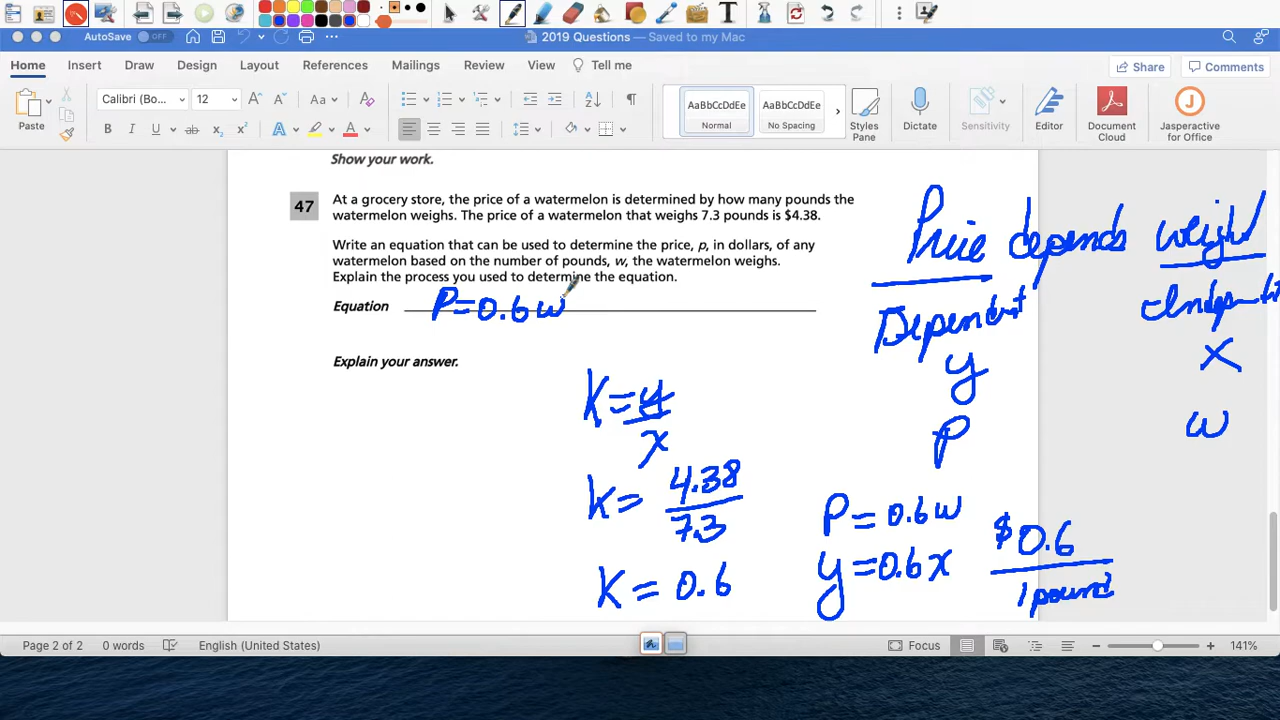 AutoSave OFF
2019 Questions — Saved to my Mac
Home Insert Draw Design Layout References Mailings Review View Tell me
Share Comments
Calibri (Bo... 12
AaBbCcDdEe AaBbCcDdEe
Normal No Spacing
Paste
Styles Pane
Dictate
Sensitivity
Editor
Document Cloud
Jasperactive for Office
Show your work.
47 At a grocery store, the price of a watermelon is determined by how many pounds the
watermelon weighs. The price of a watermelon that weighs 7.3 pounds is $4.38.
Write an equation that can be used to determine the price, p, in dollars, of any
watermelon based on the number of pounds, w, the watermelon weighs.
Explain the process you used to determine the equation.
Equation P=0.6w
Explain your answer.
K=y/x
K=4.38/7.3
K=0.6
Price depends weight
Dependent
y x
P w
P=0.6w
y=0.6x
$0.6
1 pound
Page 2 of 2 0 words English (United States) Focus 141%